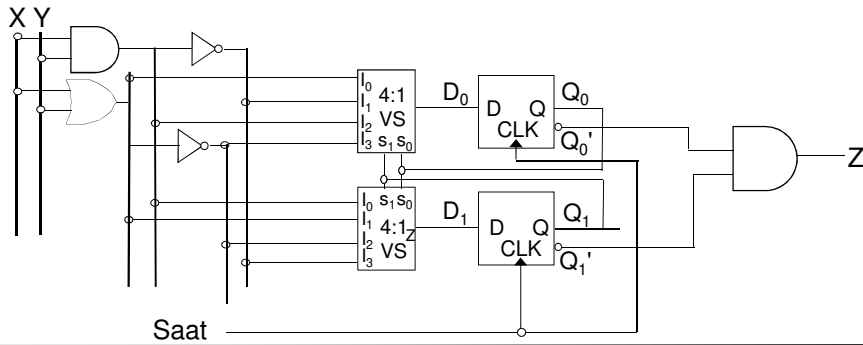 X Y
I0
I1
I2
I3
4:1
VS
s1 s0
D0
D Q
CLK
Q0
Q0'
Z
I0
I1
I2
I3
s1 s0
4:1
Z
VS
D1
D Q
CLK
Q1
Q1'
Saat